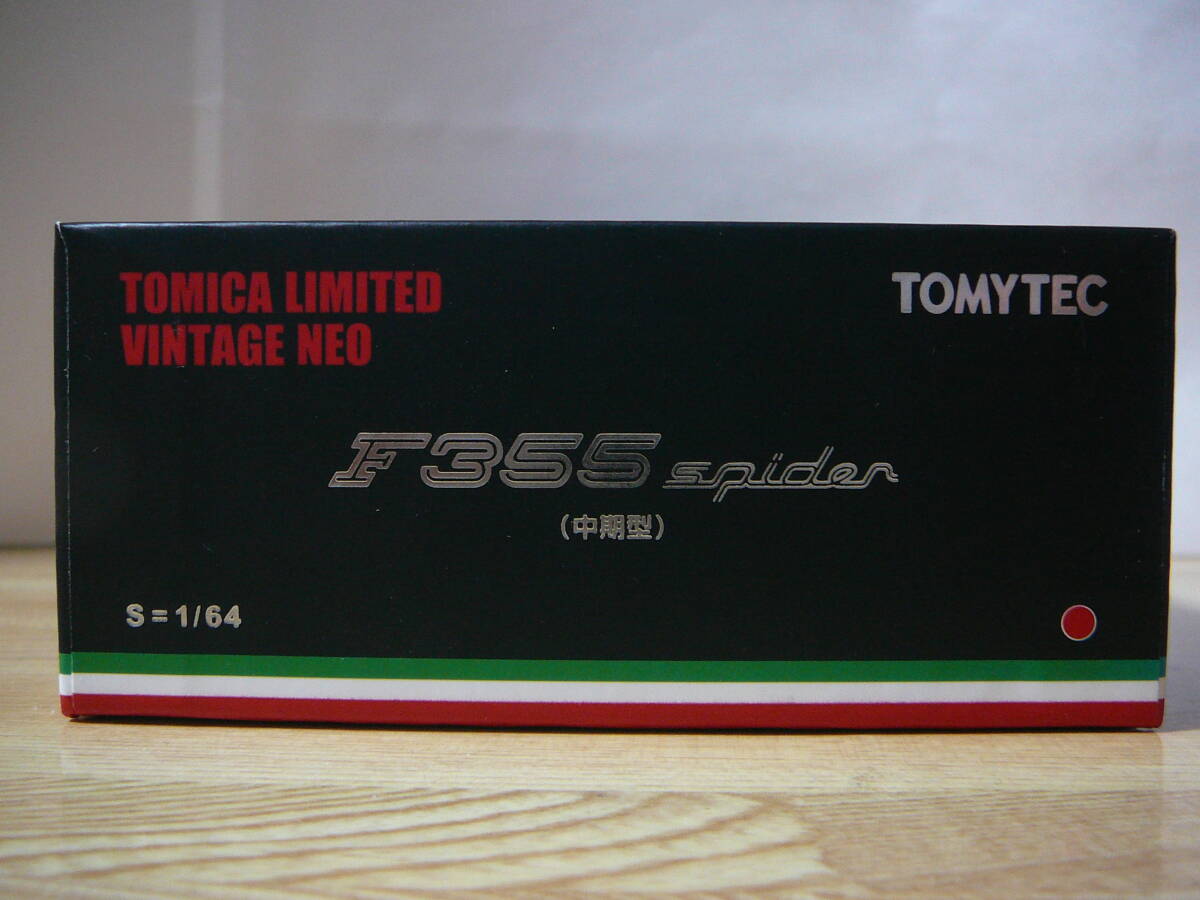 TOMICA LIMITED
VINTAGE NEO
TOMYTEC
F355 spider
(中期型)
S=1/64